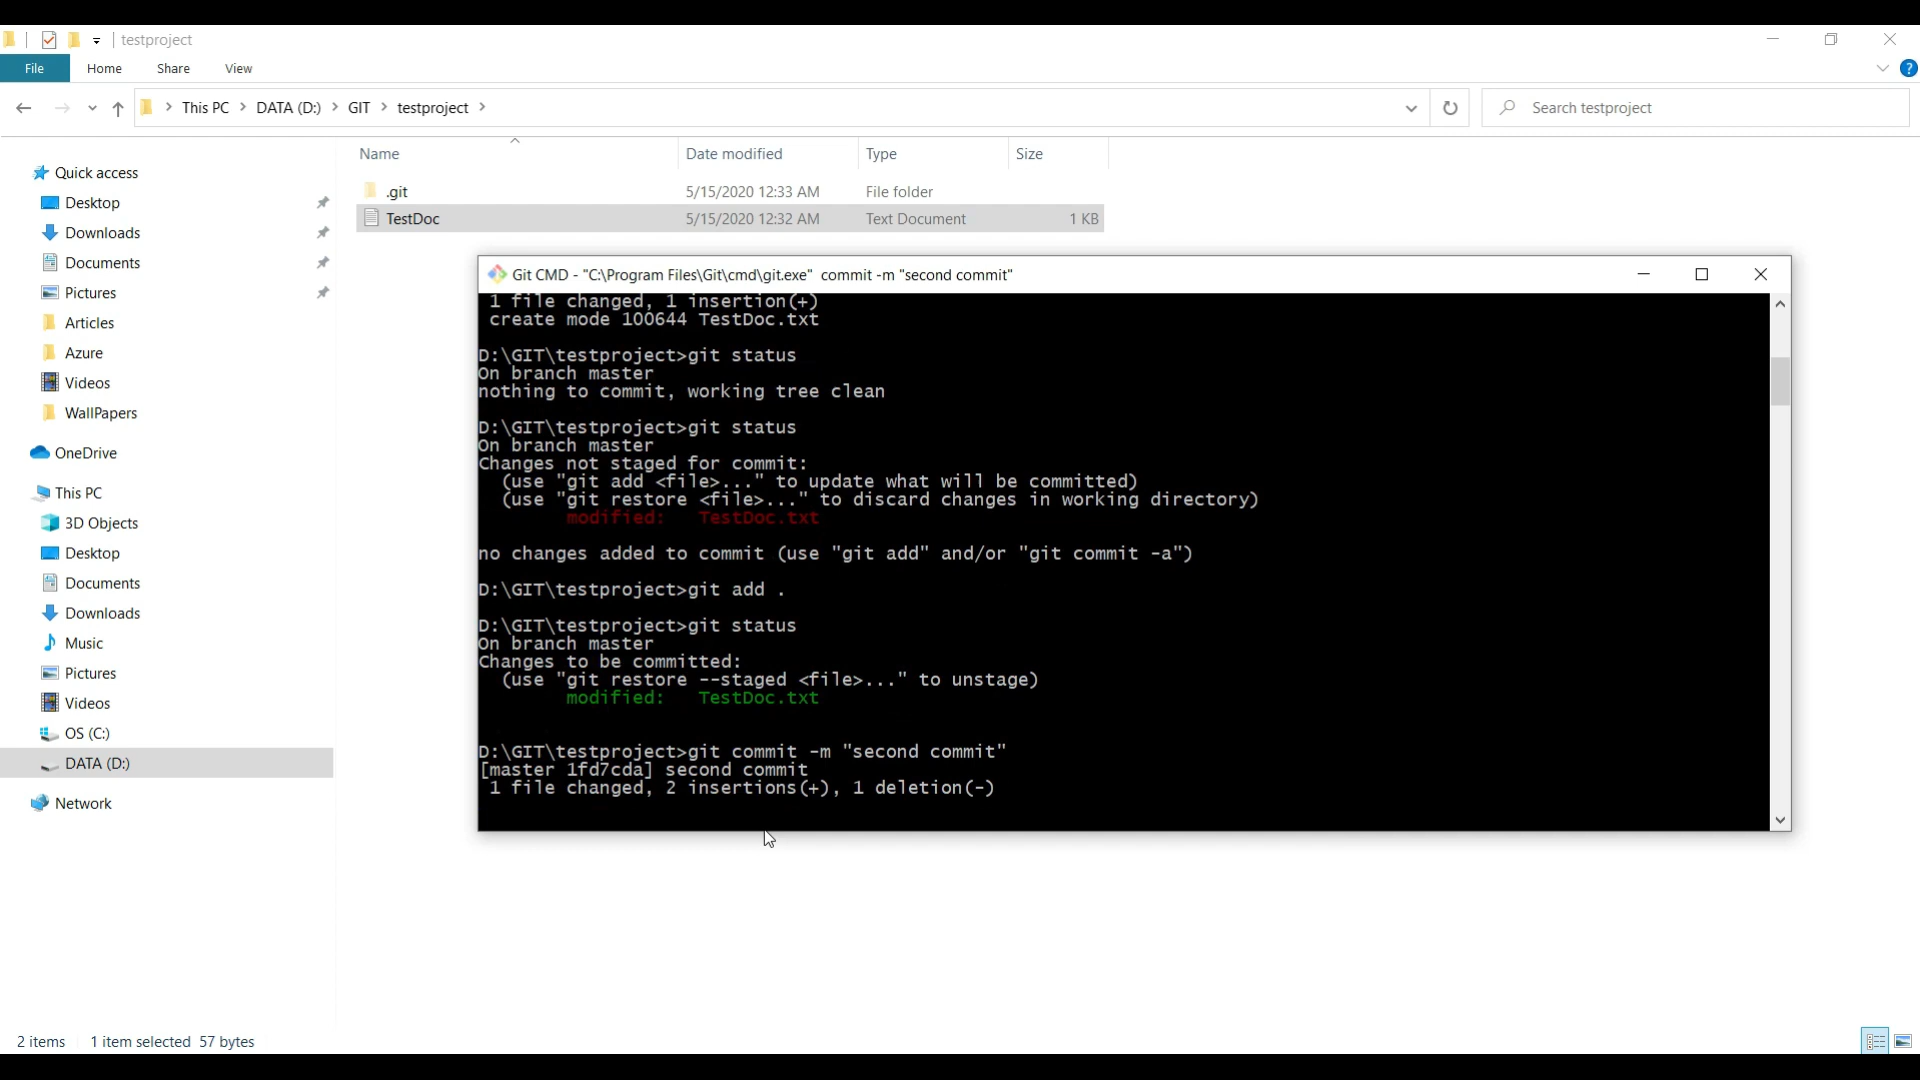 testproject
File Home Share View
This PC > DATA (D:) > GIT > testproject >
Search testproject
Name Date modified Type Size
.git 5/15/2020 12:33 AM File folder
TestDoc 5/15/2020 12:32 AM Text Document 1 KB
Quick access
Desktop
Downloads
Documents
Pictures
Articles
Azure
Videos
WallPapers
OneDrive
This PC
3D Objects
Desktop
Documents
Downloads
Music
Pictures
Videos
OS (C:)
DATA (D:)
Network
Git CMD - "C:\Program Files\Git\cmd\git.exe" commit -m "second commit"
1 file changed, 1 insertion(+)
create mode 100644 TestDoc.txt
D:\GIT\testproject>git status
On branch master
nothing to commit, working tree clean
D:\GIT\testproject>git status
On branch master
Changes not staged for commit:
(use "git add <file>..." to update what will be committed)
(use "git restore <file>..." to discard changes in working directory)
modified: TestDoc.txt
no changes added to commit (use "git add" and/or "git commit -a")
D:\GIT\testproject>git add .
D:\GIT\testproject>git status
On branch master
Changes to be committed:
(use "git restore --staged <file>..." to unstage)
modified: TestDoc.txt
D:\GIT\testproject>git commit -m "second commit"
[master 1fd7cda] second commit
1 file changed, 2 insertions(+), 1 deletion(-)
2 items 1 item selected 57 bytes